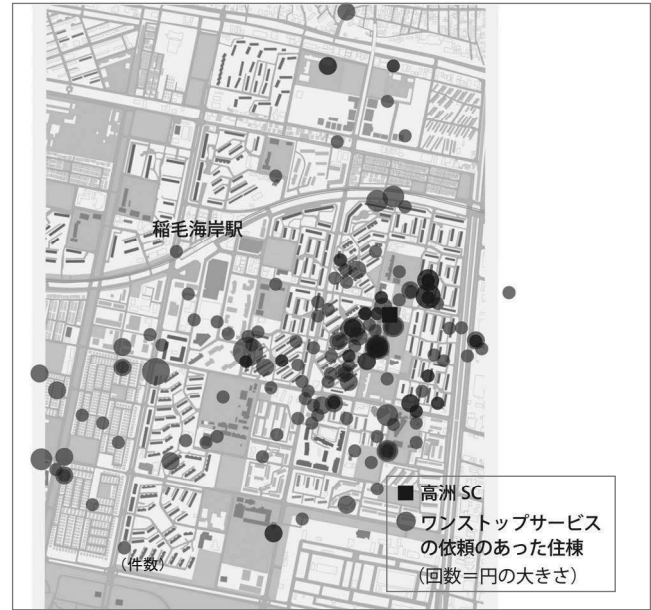 稲毛海岸駅
■ 高洲 SC
ワンストップサービス
の依頼のあった住棟
（回数＝円の大きさ）
（件数）